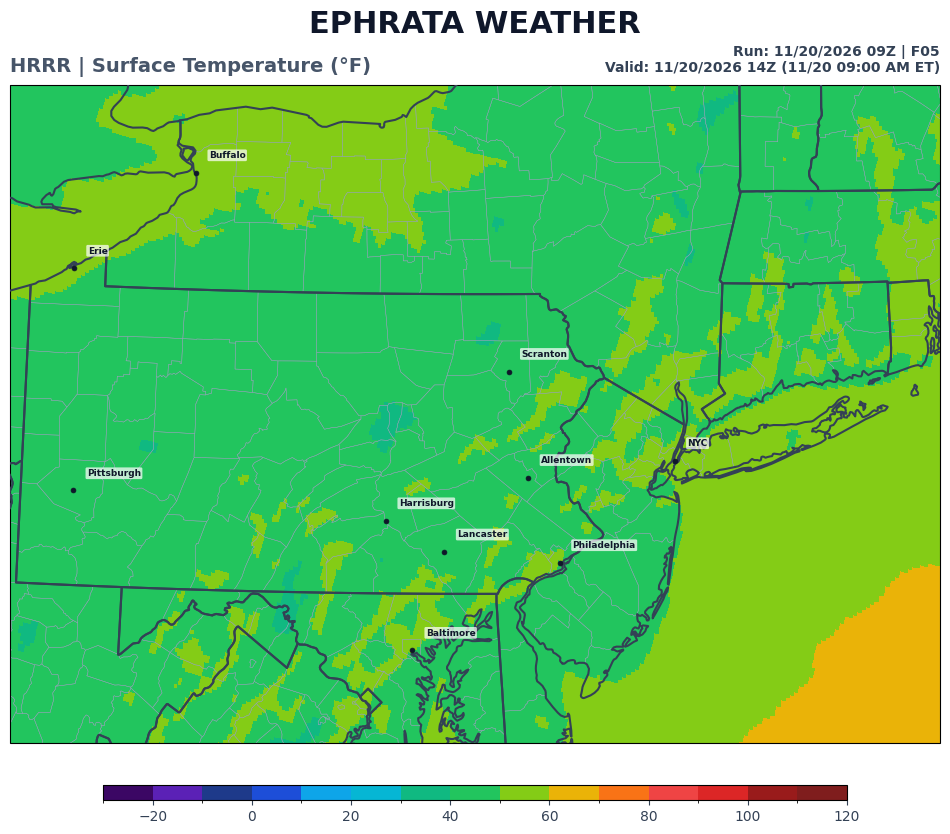 EPHRATA WEATHER
HRRR | Surface Temperature (°F)
Run: 11/20/2026 09Z | F05
Valid: 11/20/2026 14Z (11/20 09:00 AM ET)
Buffalo
Erie
Scranton
NYC
Allentown
Pittsburgh
Harrisburg
Lancaster
Philadelphia
Baltimore
−20 0 20 40 60 80 100 120